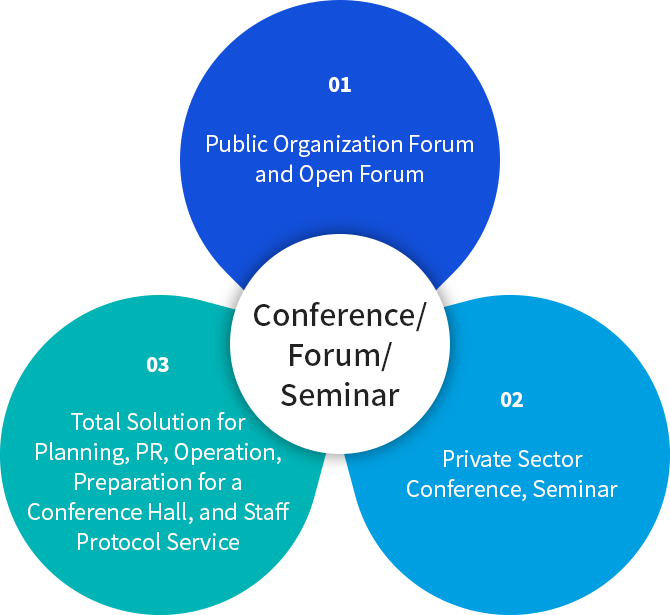 01
Public Organization Forum
and Open Forum
Conference/
Forum/
Seminar
02
Private Sector
Conference, Seminar
03
Total Solution for
Planning, PR, Operation,
Preparation for a
Conference Hall, and Staff
Protocol Service